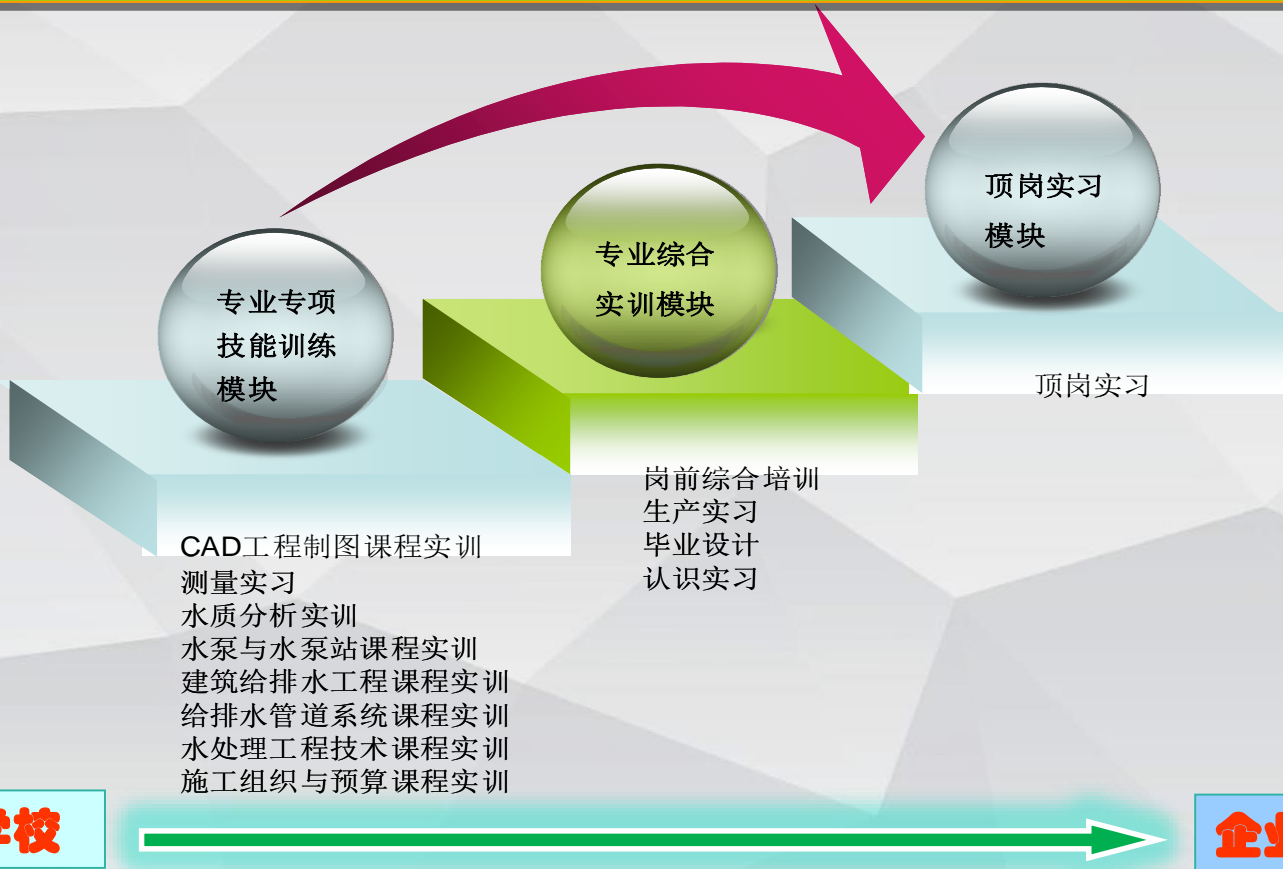 专业专项
技能训练
模块
专业综合
实训模块
顶岗实习
模块
CAD工程制图课程实训
测量实习
水质分析实训
水泵与水泵站课程实训
建筑给排水工程课程实训
给排水管道系统课程实训
水处理工程技术课程实训
施工组织与预算课程实训
岗前综合培训
生产实习
毕业设计
认识实习
顶岗实习
学校
企业